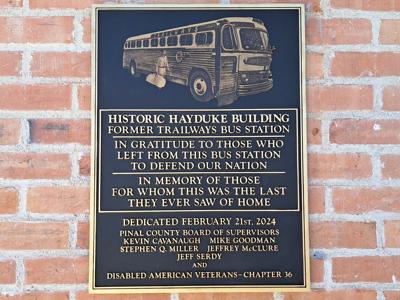 HISTORIC HAYDUKE BUILDING
FORMER TRAILWAYS BUS STATION
IN GRATITUDE TO THOSE WHO
LEFT FROM THIS BUS STATION
TO DEFEND OUR NATION
IN MEMORY OF THOSE
FOR WHOM THIS WAS THE LAST
THEY EVER SAW OF HOME
DEDICATED FEBRUARY 21ST, 2024
PINAL COUNTY BOARD OF SUPERVISORS
KEVIN CAVANAUGH MIKE GOODMAN
STEPHEN Q. MILLER JEFFREY McCLURE
JEFF SERDY
AND
DISABLED AMERICAN VETERANS-CHAPTER 36